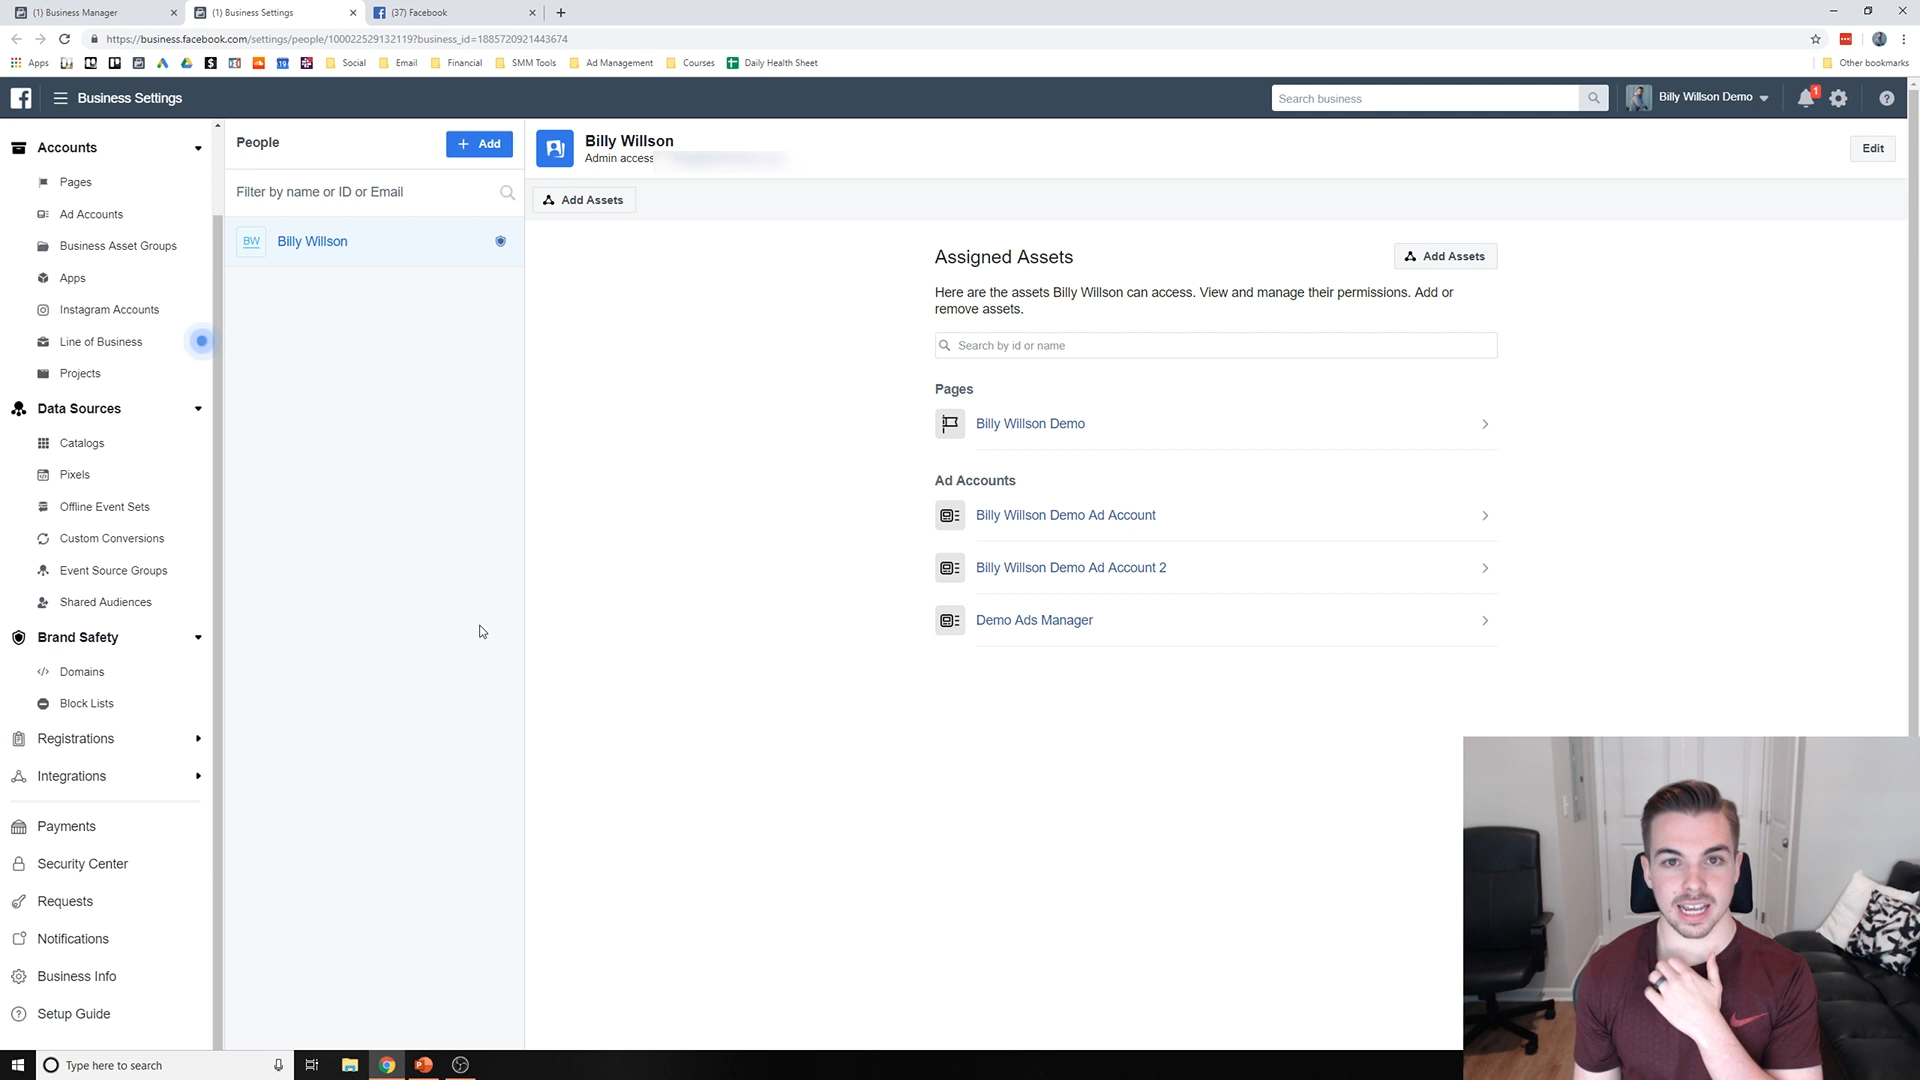 (1) Business Manager
(1) Business Settings
(37) Facebook
https://business.facebook.com/settings/people/100022529132119?business_id=1885720921443674
Apps
Social
Email
Financial
SMM Tools
Ad Management
Courses
Daily Health Sheet
Other bookmarks
Business Settings
Search business
Billy Willson Demo
1
Accounts
Pages
Ad Accounts
Business Asset Groups
Apps
Instagram Accounts
Line of Business
Projects
Data Sources
Catalogs
Pixels
Offline Event Sets
Custom Conversions
Event Source Groups
Shared Audiences
Brand Safety
Domains
Block Lists
Registrations
Integrations
Payments
Security Center
Requests
Notifications
Business Info
Setup Guide
People
+ Add
Filter by name or ID or Email
BW
Billy Willson
Billy Willson
Admin access
Edit
Add Assets
Assigned Assets
Add Assets
Here are the assets Billy Willson can access. View and manage their permissions. Add or
remove assets.
Search by id or name
Pages
Billy Willson Demo
Ad Accounts
Billy Willson Demo Ad Account
Billy Willson Demo Ad Account 2
Demo Ads Manager
Type here to search